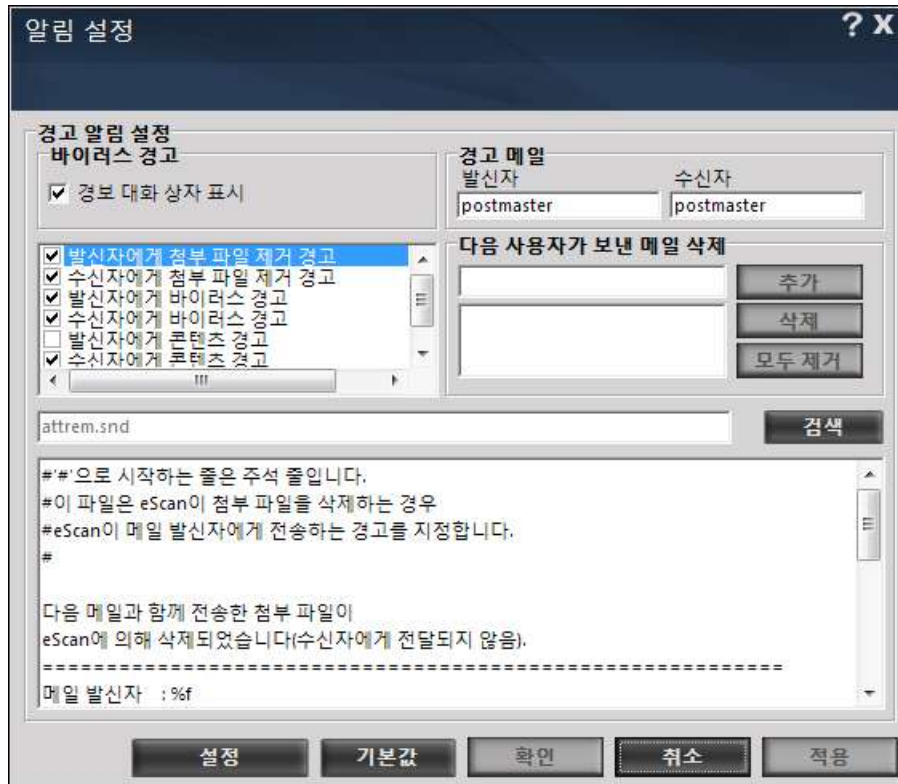 알림 설정
? X
경고 알림 설정
바이러스 경고
경보 대화 상자 표시
경고 메일
발신자
수신자
postmaster
postmaster
발신자에게 첨부 파일 제거 경고
수신자에게 첨부 파일 제거 경고
발신자에게 바이러스 경고
수신자에게 바이러스 경고
발신자에게 콘텐츠 경고
수신자에게 콘텐츠 경고
다음 사용자가 보낸 메일 삭제
추가
삭제
모두 제거
attrem.snd
검색
#'#'으로 시작하는 줄은 주석 줄입니다.
#이 파일은 eScan이 첨부 파일을 삭제하는 경우
#eScan이 메일 발신자에게 전송하는 경고를 지정합니다.
#
다음 메일과 함께 전송한 첨부 파일이
eScan에 의해 삭제되었습니다(수신자에게 전달되지 않음).
==========================================================
메일 발신자 : %f
설정
기본값
확인
취소
적용